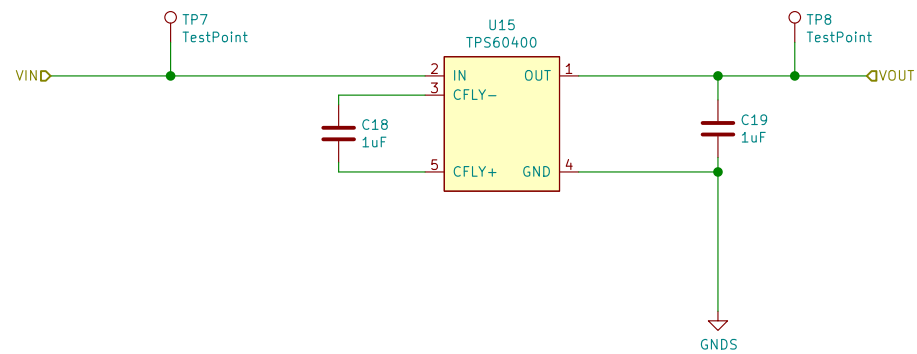 TP7
TestPoint
U15
TPS60400
TP8
TestPoint
VIN
2
IN
OUT
1
VOUT
3
CFLY-
C18
1uF
C19
1uF
5
CFLY+
GND
4
GNDS